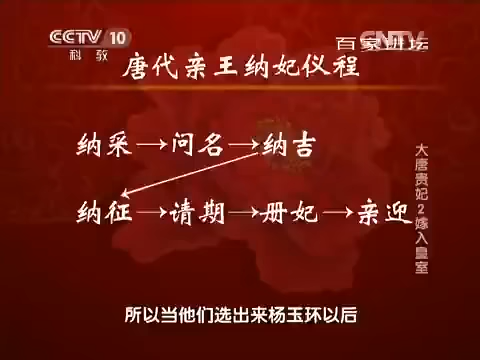 CCTV 10
科教
百家讲坛
CNTV
唐代亲王纳妃仪程
纳采→问名→纳吉
纳征→请期→册妃→亲迎
大唐贵妃2嫁入皇室
所以当他们选出来杨玉环以后